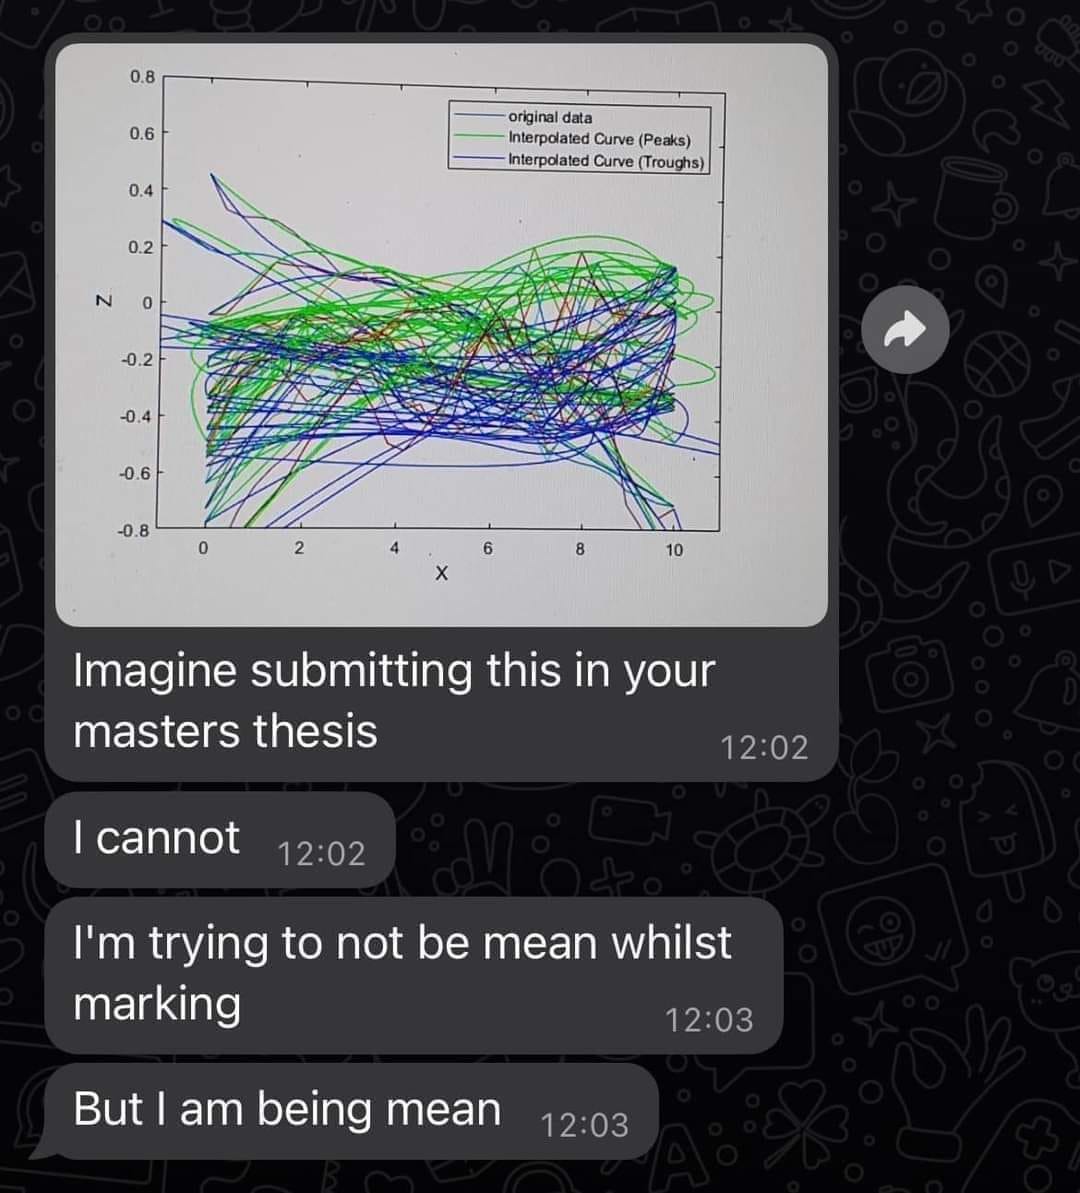 0.8
0.6
0.4
0.2
0
-0.2
-0.4
-0.6
-0.8
Z
original data
Interpolated Curve (Peaks)
Interpolated Curve (Troughs)
0 2 4 6 8 10
X
Imagine submitting this in your
masters thesis
12:02
I cannot 12:02
I'm trying to not be mean whilst
marking
12:03
But I am being mean 12:03